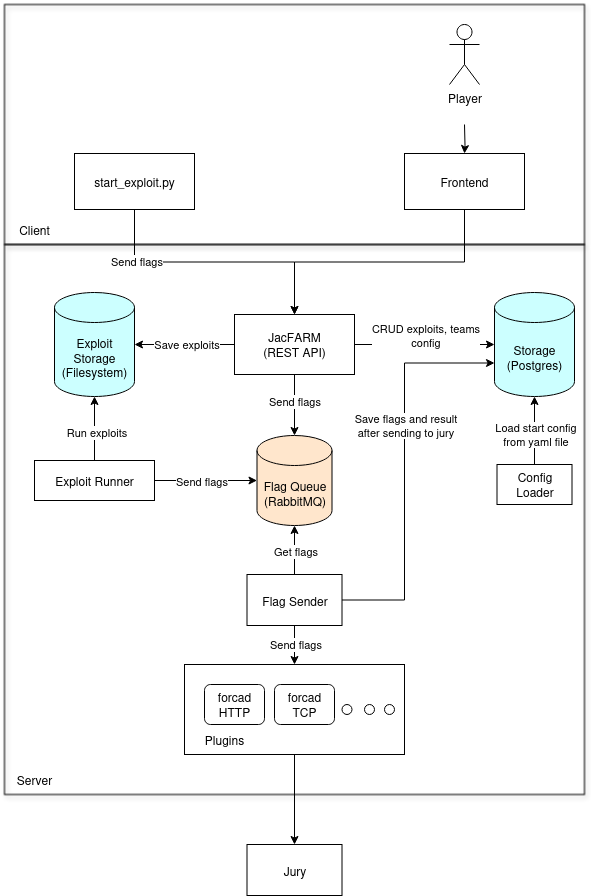 Player
start_exploit.py
Frontend
Client
Send flags
Exploit
Storage
(Filesystem)
Save exploits
JacFARM
(REST API)
CRUD exploits, teams
config
Storage
(Postgres)
Send flags
Run exploits
Save flags and result
after sending to jury
Load start config
from yaml file
Exploit Runner
Send flags
Flag Queue
(RabbitMQ)
Config
Loader
Get flags
Flag Sender
Send flags
forcad
HTTP
forcad
TCP
Plugins
Server
Jury